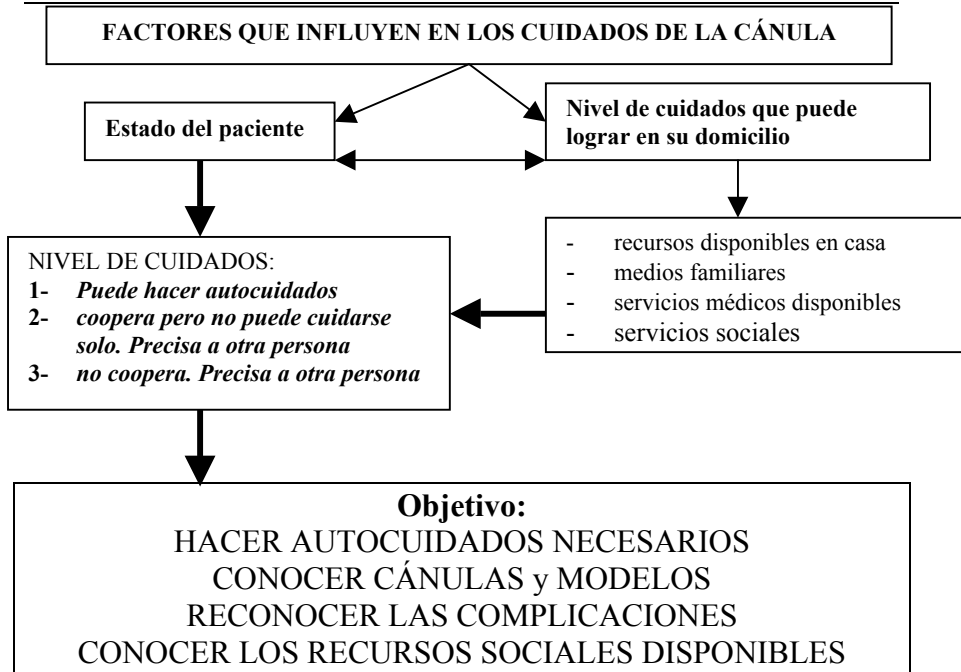 FACTORES QUE INFLUYEN EN LOS CUIDADOS DE LA CÁNULA
Estado del paciente
Nivel de cuidados que puede
lograr en su domicilio
NIVEL DE CUIDADOS:
1- Puede hacer autocuidados
2- coopera pero no puede cuidarse
solo. Precisa a otra persona
3- no coopera. Precisa a otra persona
- recursos disponibles en casa
- medios familiares
- servicios médicos disponibles
- servicios sociales
Objetivo:
HACER AUTOCUIDADOS NECESARIOS
CONOCER CÁNULAS y MODELOS
RECONOCER LAS COMPLICACIONES
CONOCER LOS RECURSOS SOCIALES DISPONIBLES